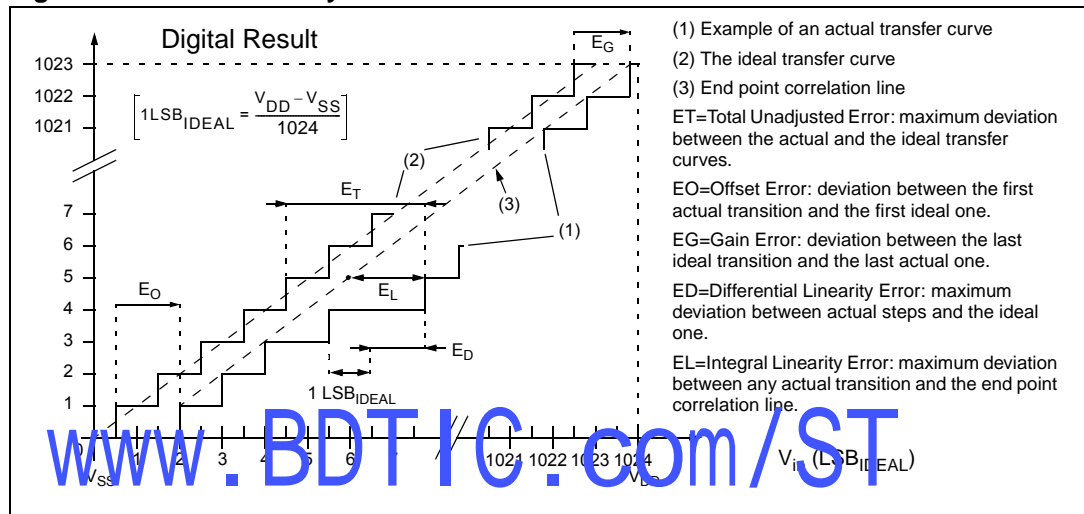 Digital Result
1023
1022
1021
7
6
5
4
3
2
1
0
[1LSB_IDEAL = (V_DD – V_SS) / 1024]
E_G
(2)
E_T
(3)
(1)
E_O
E_L
E_D
1 LSB_IDEAL
1 2 3 4 5 6 7 1021 1022 1023 1024
V_SS
V_DD
V_in (LSB_IDEAL)
(1) Example of an actual transfer curve
(2) The ideal transfer curve
(3) End point correlation line
ET=Total Unadjusted Error: maximum deviation
between the actual and the ideal transfer
curves.
EO=Offset Error: deviation between the first
actual transition and the first ideal one.
EG=Gain Error: deviation between the last
ideal transition and the last actual one.
ED=Differential Linearity Error: maximum
deviation between actual steps and the ideal
one.
EL=Integral Linearity Error: maximum deviation
between any actual transition and the end point
correlation line.
www.BDTIC.com/ST